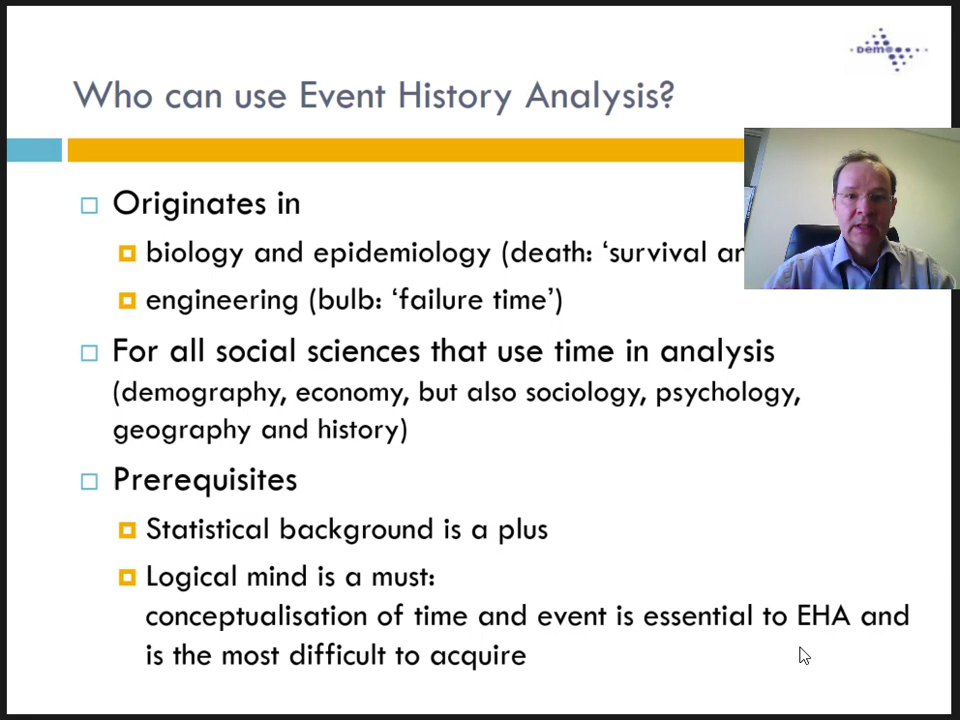 Demo
Who can use Event History Analysis?
Originates in
biology and epidemiology (death: ‘survival
engineering (bulb: ‘failure time’)
For all social sciences that use time in analysis
(demography, economy, but also sociology, psychology,
geography and history)
Prerequisites
Statistical background is a plus
Logical mind is a must:
conceptualisation of time and event is essential to EHA and
is the most difficult to acquire